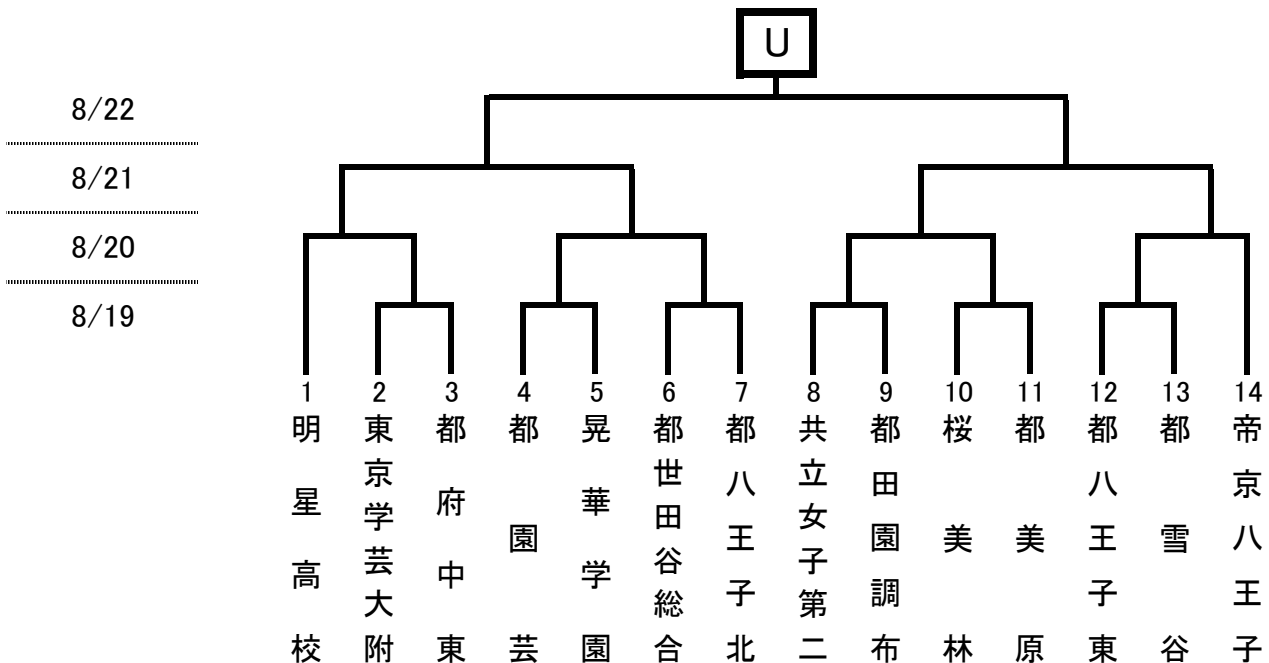 U
8/22
8/21
8/20
8/19
1
2
3
4
5
6
7
8
9
10
11
12
13
14
明星高校
東京学芸大附
都府中東
都園芸
晃華学園
都世田谷総合
都八王子北
共立女子第二
都田園調布
桜美林
都美原
都八王子東
都雪谷
帝京八王子